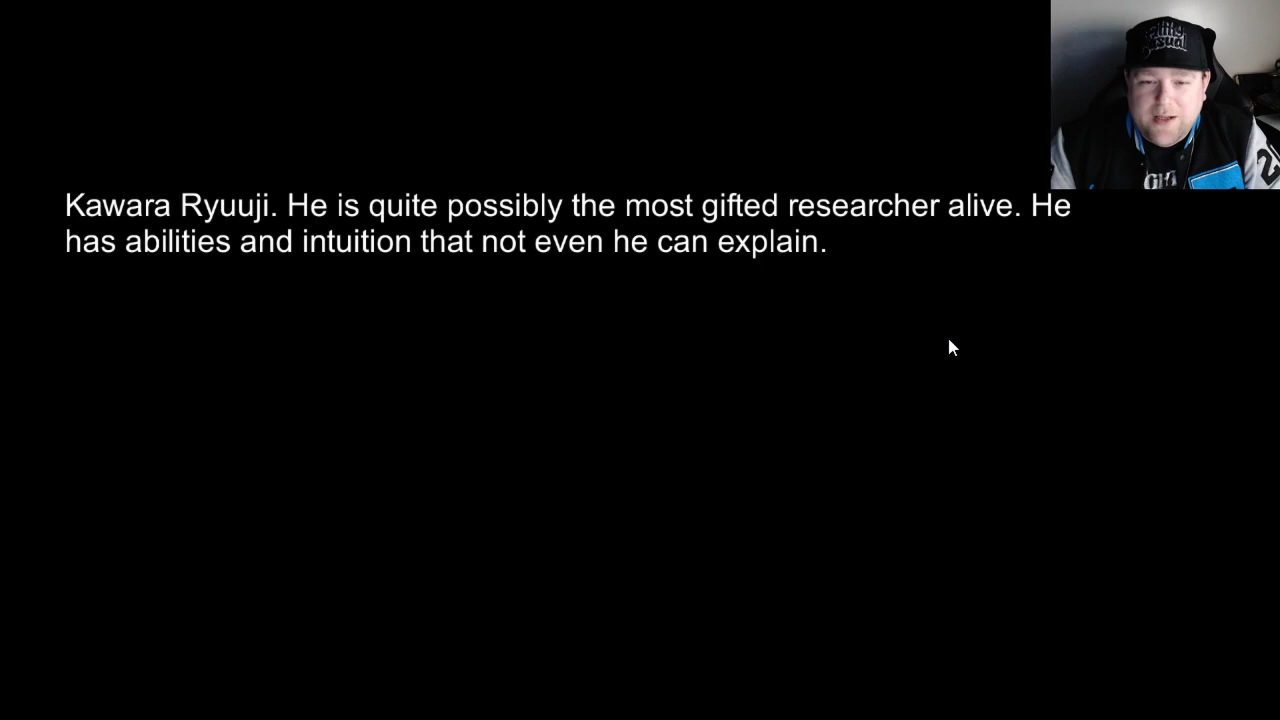 Kawara Ryuuji. He is quite possibly the most gifted researcher alive. He
has abilities and intuition that not even he can explain.